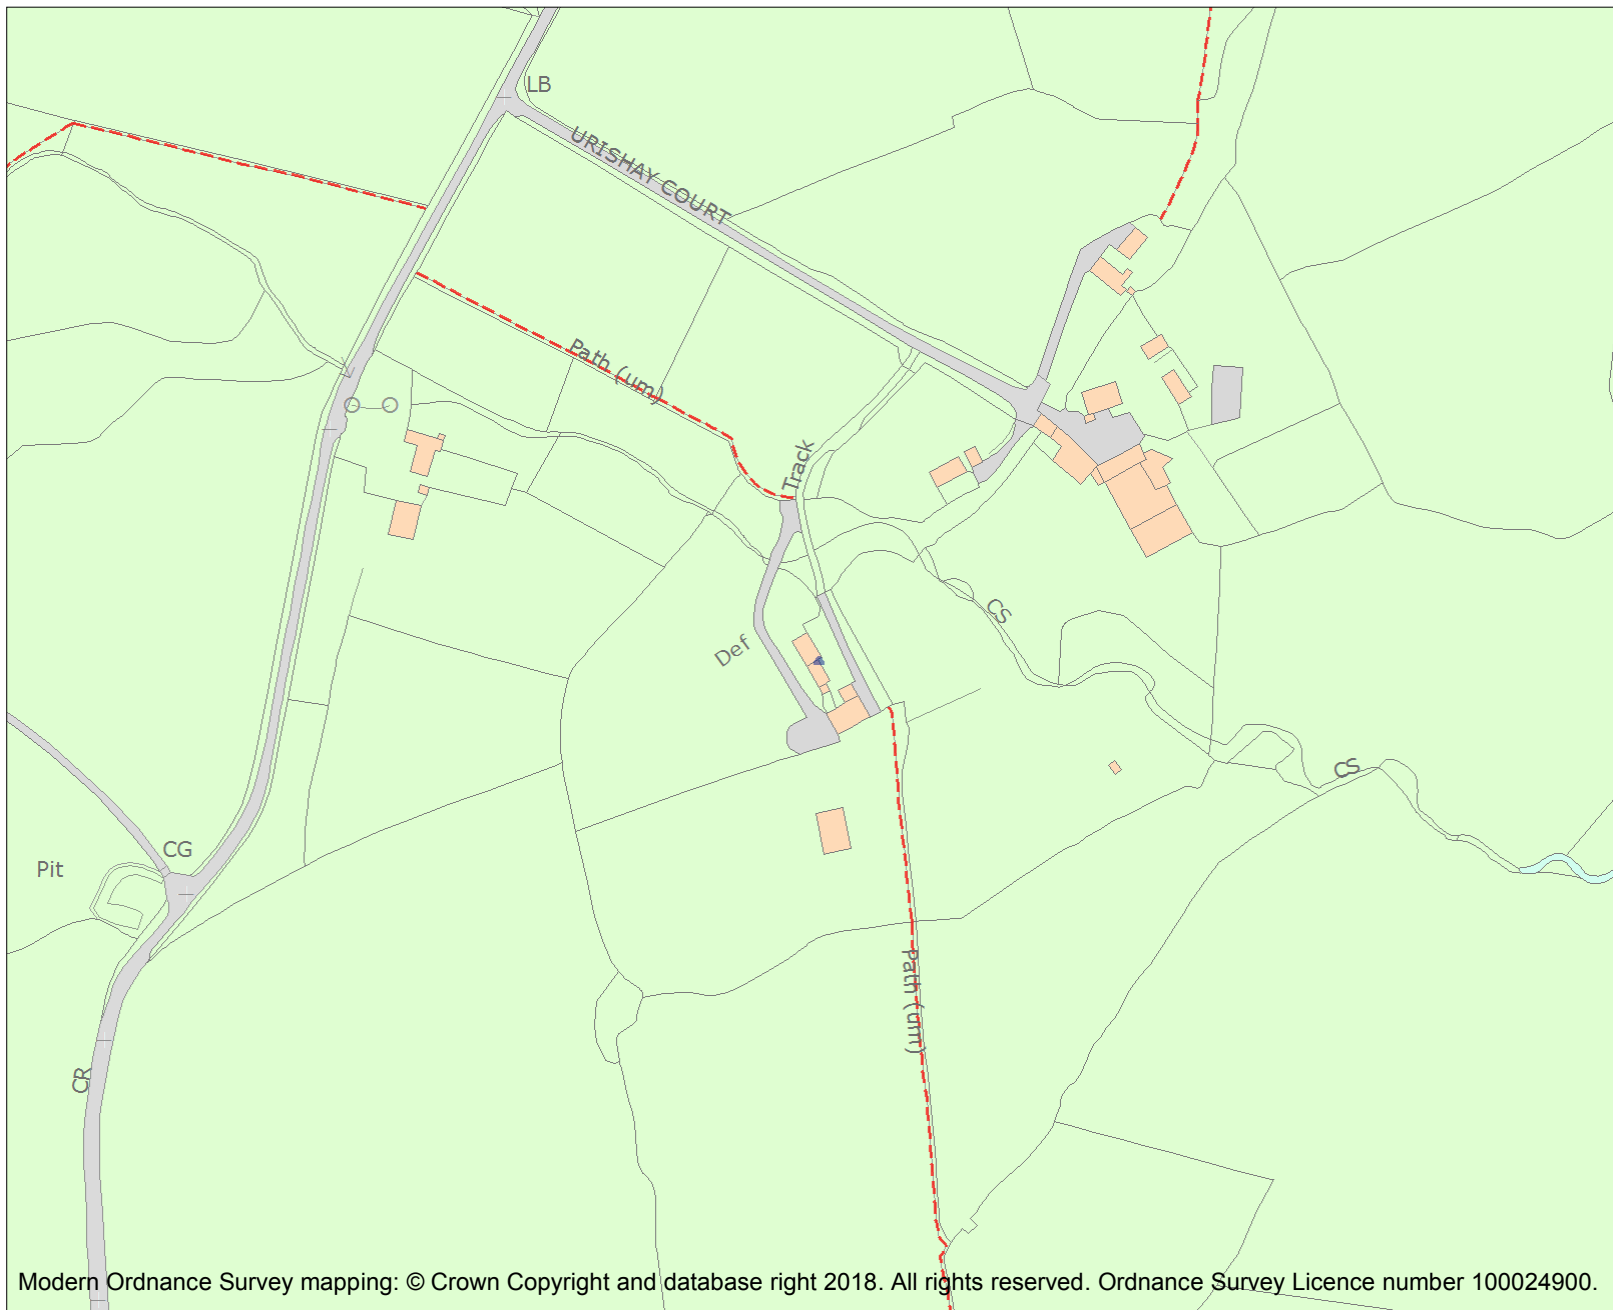 LB
URISHAY COURT
Path (um)
Track
CS
Def
CS
CG
Pit
Path (um)
CR
Modern Ordnance Survey mapping: © Crown Copyright and database right 2018. All rights reserved. Ordnance Survey Licence number 100024900.